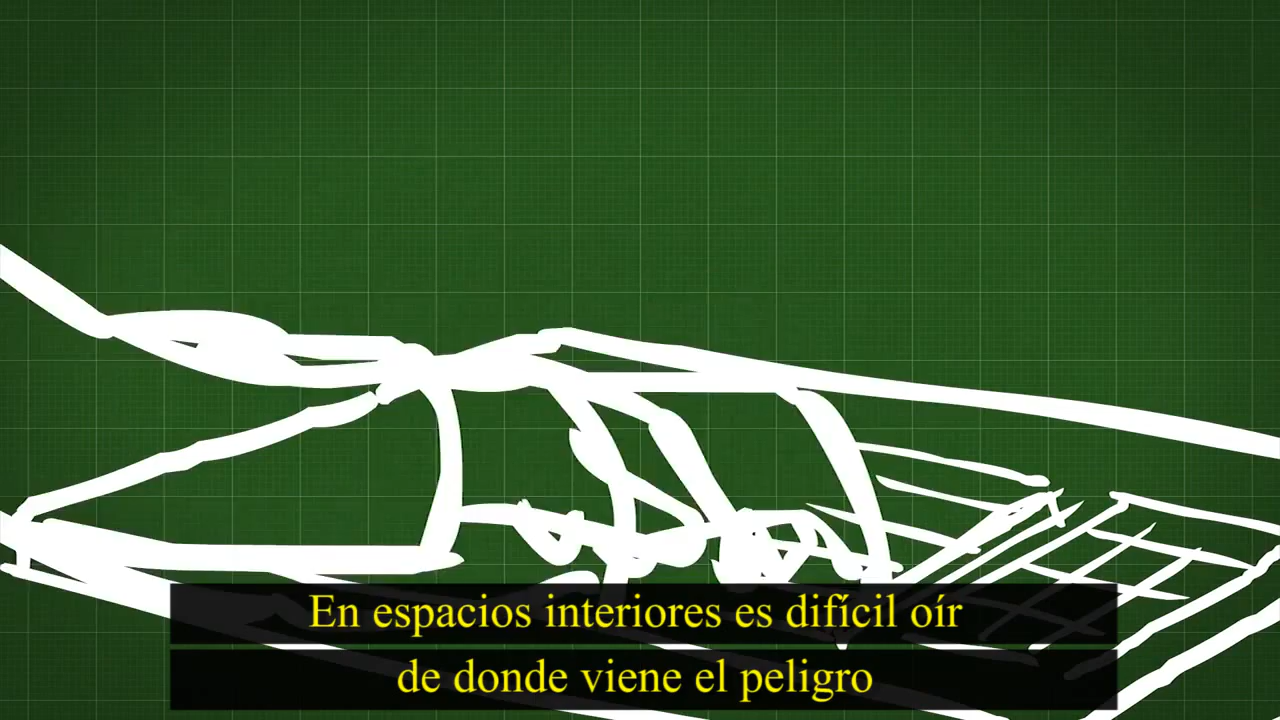 En espacios interiores es difícil oír
de donde viene el peligro